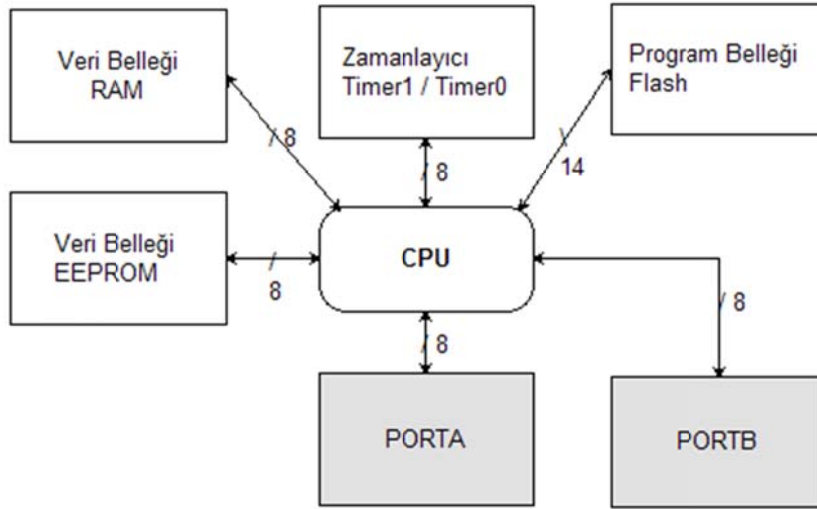 Veri Belleği
RAM
Zamanlayıcı
Timer1 / Timer0
Program Belleği
Flash
/ 8
/ 8
\
14
Veri Belleği
EEPROM
/
8
CPU
/ 8
/ 8
PORTA
PORTB